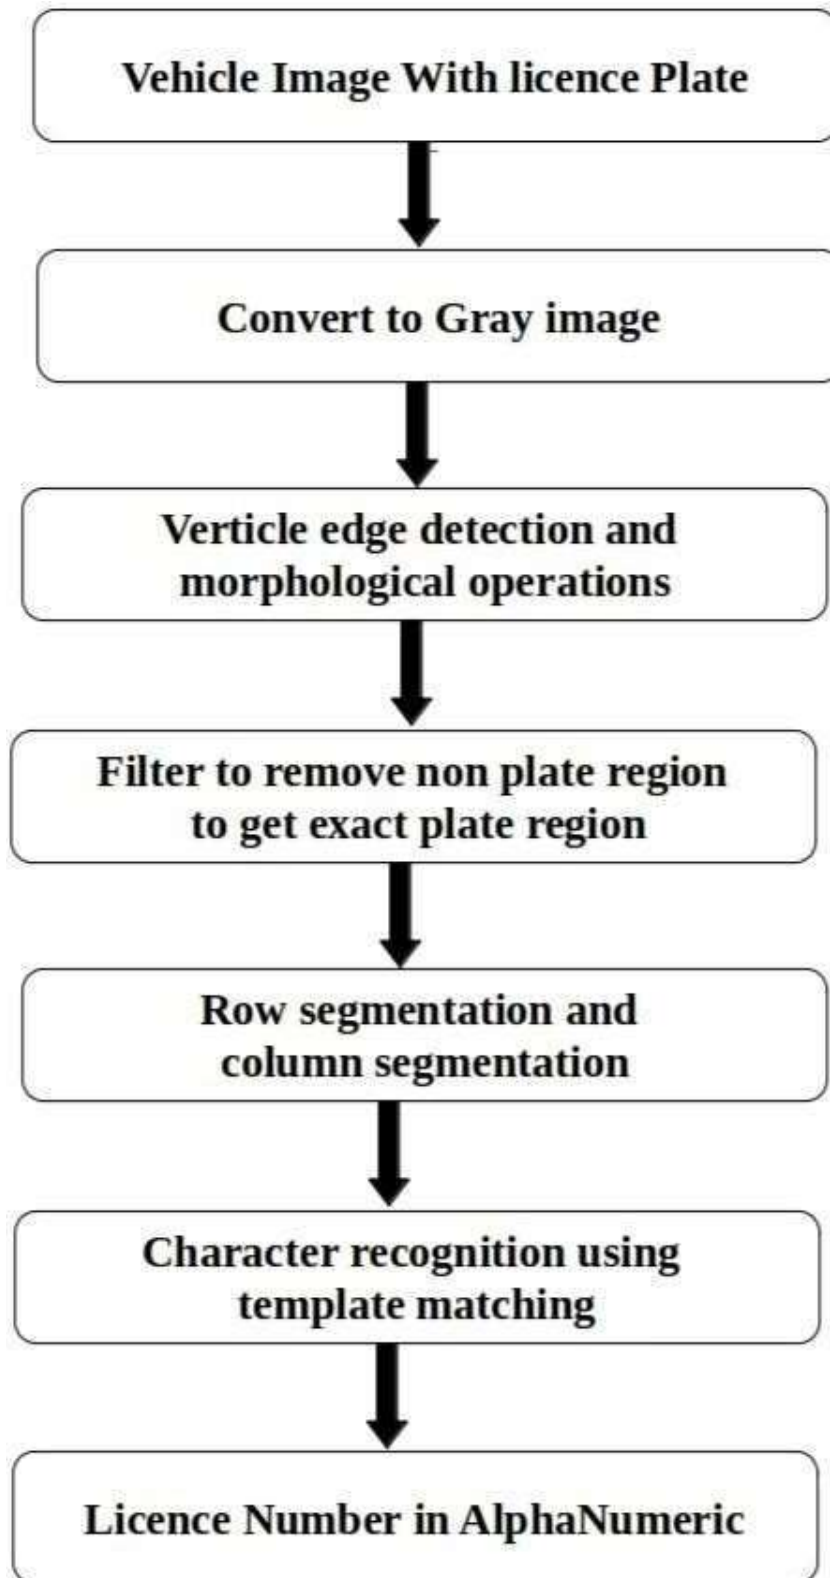 Vehicle Image With licence Plate
Convert to Gray image
Verticle edge detection and
morphological operations
Filter to remove non plate region
to get exact plate region
Row segmentation and
column segmentation
Character recognition using
template matching
Licence Number in AlphaNumeric